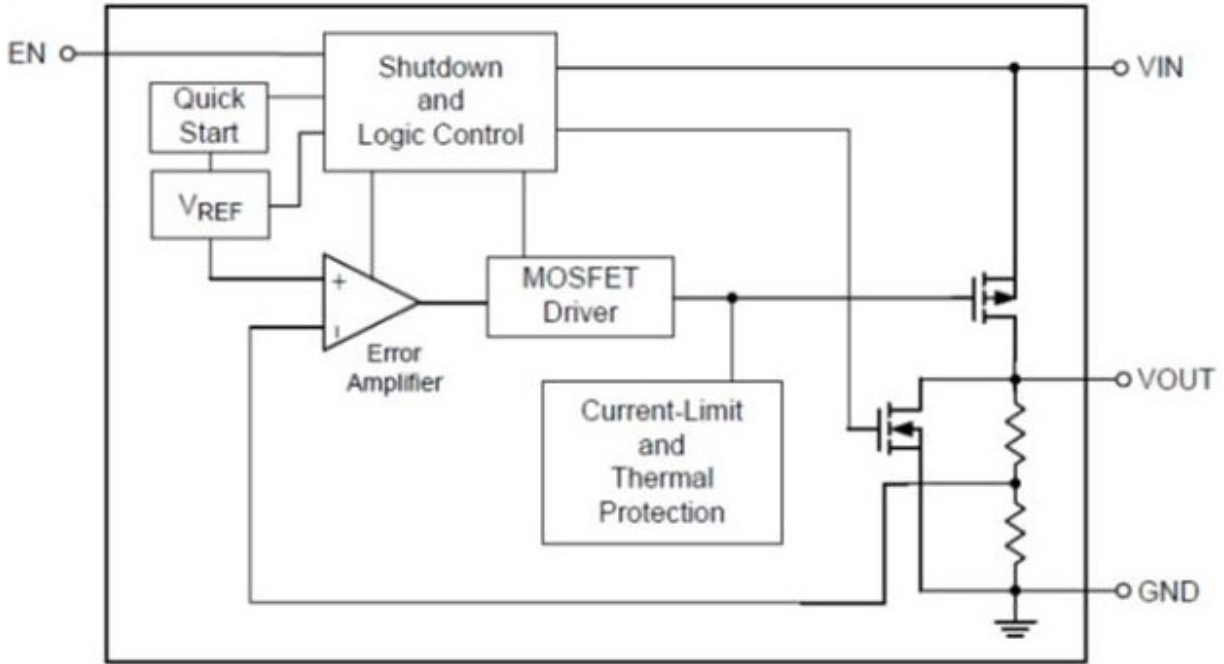 EN
Shutdown
and
Logic Control
VIN
Quick
Start
VREF
+
MOSFET
Driver
Error
Amplifier
VOUT
Current-Limit
and
Thermal
Protection
GND